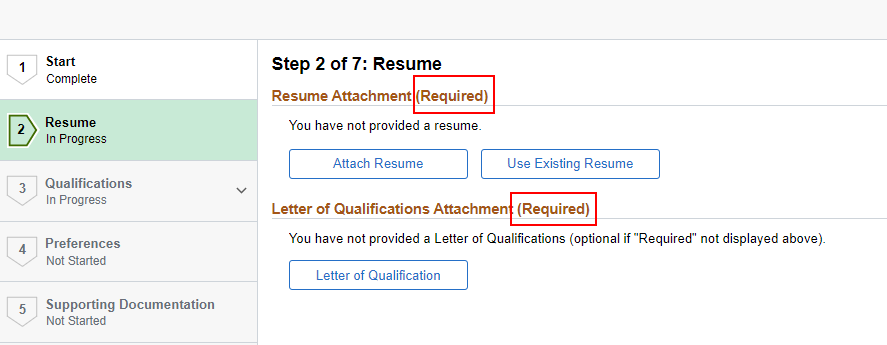 1
Start
Complete
2
Resume
In Progress
3
Qualifications
In Progress
4
Preferences
Not Started
5
Supporting Documentation
Not Started
Step 2 of 7: Resume
Resume Attachment (Required)
You have not provided a resume.
Attach Resume
Use Existing Resume
Letter of Qualifications Attachment (Required)
You have not provided a Letter of Qualifications (optional if "Required" not displayed above).
Letter of Qualification